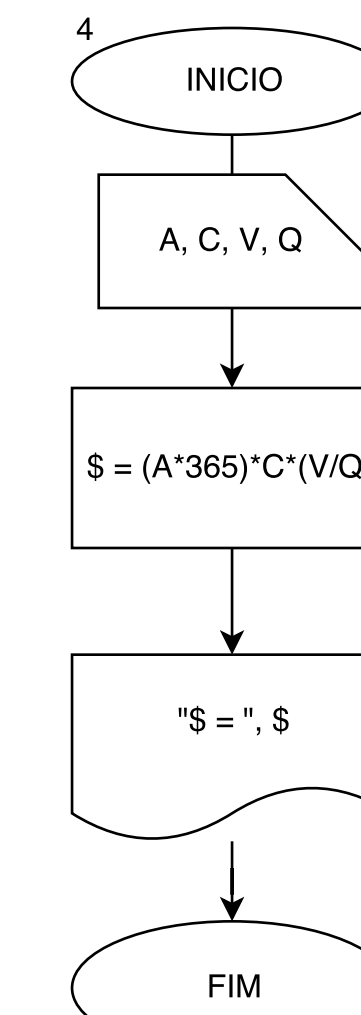 4
INICIO
A, C, V, Q
$ = (A*365)*C*(V/Q
"$ = ", $
FIM